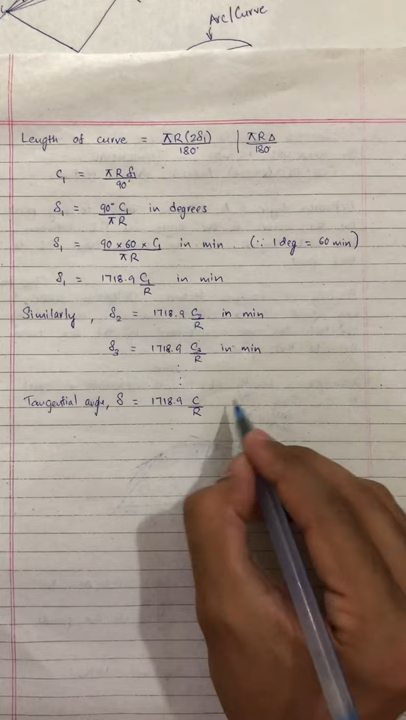 Arc/Curve
Length of curve = πR(2δ₁)/180° | πRΔ/180
C₁ = πRδ₁/90°
δ₁ = 90° C₁/πR in degrees
δ₁ = 90 x 60 x C₁/πR in min. (∵ 1 deg = 60 min)
δ₁ = 1718.9 C₁/R in min
Similarly, δ₂ = 1718.9 C₂/R in min
δ₃ = 1718.9 C₃/R in min
⋮
Tangential angle, δ = 1718.9 C/R